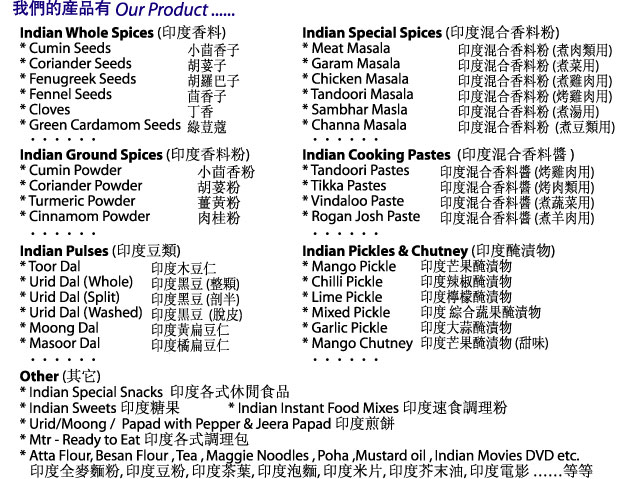 我們的產品有 Our Product ......
Indian Whole Spices (印度香料)
* Cumin Seeds 小茴香子
* Coriander Seeds 胡荽子
* Fenugreek Seeds 胡羅巴子
* Fennel Seeds 茴香子
* Cloves 丁香
* Green Cardamom Seeds 綠荳蔻
. . . . . .
Indian Special Spices (印度混合香料粉)
* Meat Masala 印度混合香料粉 (煮肉類用)
* Garam Masala 印度混合香料粉 (煮菜用)
* Chicken Masala 印度混合香料粉 (煮雞肉用)
* Tandoori Masala 印度混合香料粉 (烤雞肉用)
* Sambhar Masla 印度混合香料粉 (煮湯用)
* Channa Masala 印度混合香料粉 (煮豆類用)
. . . . . .
Indian Ground Spices (印度香料粉)
* Cumin Powder 小茴香粉
* Coriander Powder 胡荽粉
* Turmeric Powder 薑黃粉
* Cinnamom Powder 肉桂粉
. . . . . .
Indian Cooking Pastes (印度混合香料醬 )
* Tandoori Pastes 印度混合香料醬 (烤雞肉用)
* Tikka Pastes 印度混合香料醬 (烤肉類用)
* Vindaloo Paste 印度混合香料醬 (煮蔬菜用)
* Rogan Josh Paste 印度混合香料醬 (煮羊肉用)
. . . . . .
Indian Pulses (印度豆類)
* Toor Dal 印度木豆仁
* Urid Dal (Whole) 印度黑豆 (整顆)
* Urid Dal (Split) 印度黑豆 (剖半)
* Urid Dal (Washed) 印度黑豆 (脫皮)
* Moong Dal 印度黃扁豆仁
* Masoor Dal 印度橘扁豆仁
. . . . . .
Indian Pickles & Chutney (印度醃漬物)
* Mango Pickle 印度芒果醃漬物
* Chilli Pickle 印度辣椒醃漬物
* Lime Pickle 印度檸檬醃漬物
* Mixed Pickle 印度 綜合蔬果醃漬物
* Garlic Pickle 印度大蒜醃漬物
* Mango Chutney 印度芒果醃漬物 (甜味)
. . . . . .
Other (其它)
* Indian Special Snacks 印度各式休閒食品
* Indian Sweets 印度糖果 * Indian Instant Food Mixes 印度速食調理粉
* Urid/Moong / Papad with Pepper & Jeera Papad 印度煎餅
* Mtr - Ready to Eat 印度各式調理包
* Atta Flour, Besan Flour ,Tea , Maggie Noodles , Poha ,Mustard oil , Indian Movies DVD etc.
印度全麥麵粉, 印度豆粉, 印度茶葉, 印度泡麵, 印度米片, 印度芥末油, 印度電影 ......等等